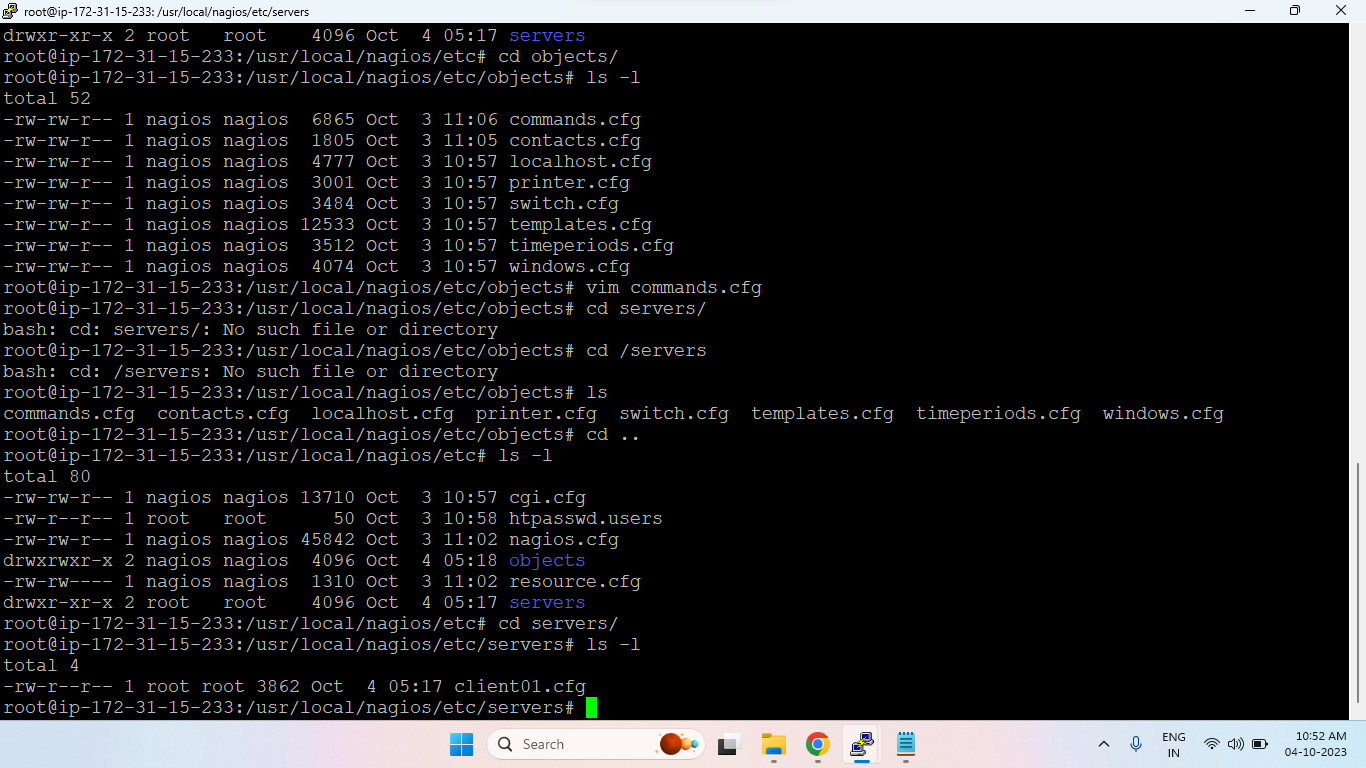 root@ip-172-31-15-233: /usr/local/nagios/etc/servers
drwxr-xr-x 2 root   root    4096 Oct  4 05:17 servers
root@ip-172-31-15-233:/usr/local/nagios/etc# cd objects/
root@ip-172-31-15-233:/usr/local/nagios/etc/objects# ls -l
total 52
-rw-rw-r-- 1 nagios nagios  6865 Oct  3 11:06 commands.cfg
-rw-rw-r-- 1 nagios nagios  1805 Oct  3 11:05 contacts.cfg
-rw-rw-r-- 1 nagios nagios  4777 Oct  3 10:57 localhost.cfg
-rw-rw-r-- 1 nagios nagios  3001 Oct  3 10:57 printer.cfg
-rw-rw-r-- 1 nagios nagios  3484 Oct  3 10:57 switch.cfg
-rw-rw-r-- 1 nagios nagios 12533 Oct  3 10:57 templates.cfg
-rw-rw-r-- 1 nagios nagios  3512 Oct  3 10:57 timeperiods.cfg
-rw-rw-r-- 1 nagios nagios  4074 Oct  3 10:57 windows.cfg
root@ip-172-31-15-233:/usr/local/nagios/etc/objects# vim commands.cfg
root@ip-172-31-15-233:/usr/local/nagios/etc/objects# cd servers/
bash: cd: servers/: No such file or directory
root@ip-172-31-15-233:/usr/local/nagios/etc/objects# cd /servers
bash: cd: /servers: No such file or directory
root@ip-172-31-15-233:/usr/local/nagios/etc/objects# ls
commands.cfg  contacts.cfg  localhost.cfg  printer.cfg  switch.cfg  templates.cfg  timeperiods.cfg  windows.cfg
root@ip-172-31-15-233:/usr/local/nagios/etc/objects# cd ..
root@ip-172-31-15-233:/usr/local/nagios/etc# ls -l
total 80
-rw-rw-r-- 1 nagios nagios 13710 Oct  3 10:57 cgi.cfg
-rw-r--r-- 1 root   root      50 Oct  3 10:58 htpasswd.users
-rw-rw-r-- 1 nagios nagios 45842 Oct  3 11:02 nagios.cfg
drwxrwxr-x 2 nagios nagios  4096 Oct  4 05:18 objects
-rw-rw---- 1 nagios nagios  1310 Oct  3 11:02 resource.cfg
drwxr-xr-x 2 root   root    4096 Oct  4 05:17 servers
root@ip-172-31-15-233:/usr/local/nagios/etc# cd servers/
root@ip-172-31-15-233:/usr/local/nagios/etc/servers# ls -l
total 4
-rw-r--r-- 1 root root 3862 Oct  4 05:17 client01.cfg
root@ip-172-31-15-233:/usr/local/nagios/etc/servers#
Search
ENG
IN
10:52 AM
04-10-2023